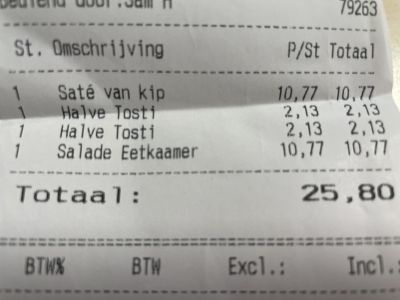 79263
St. Omschrijving P/St Totaal
1 Saté van kip 10,77 10,77
1 Halve Tosti 2,13 2,13
1 Halve Tosti 2,13 2,13
1 Salade Eetkaamer 10,77 10,77
Totaal: 25,80
BTW% BTW Excl.: Incl.: